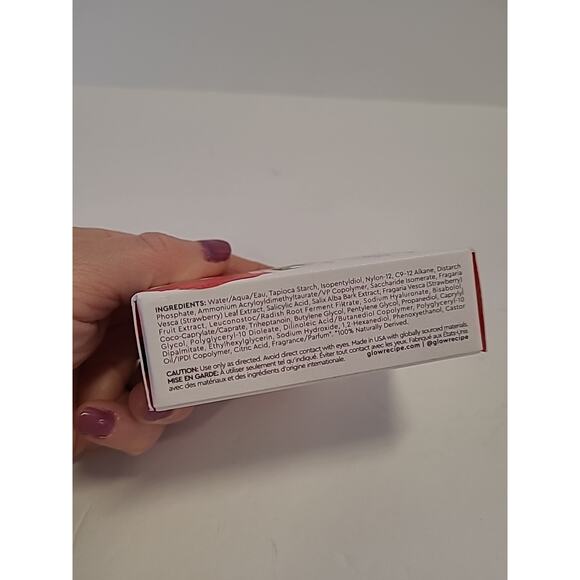 INGREDIENTS: Water/Aqua/Eau, Tapioca Starch, Isopentyldiol, Nylon-12, C9-12 Alkane, Distarch
Phosphate, Ammonium Acryloyldimethyltaurate/VP Copolymer, Saccharide Isomerate, Fragaria
Vesca (Strawberry) Leaf Extract, Salicylic Acid, Salix Alba Bark Extract, Fragaria Vesca (Strawberry)
Fruit Extract, Leuconostoc/ Radish Root Ferment Filtrate, Sodium Hyaluronate, Bisabolol,
Coco-Caprylate/Caprate, Triheptanoin, Butylene Glycol, Pentylene Glycol, Propanediol, Caprylyl
Glycol, Polyglyceryl-10 Dioleate, Dilinoleic Acid/Butanediol Copolymer, Polyglyceryl-10
Dipalmitate, Ethylhexylglycerin, Sodium Hydroxide, 1,2-Hexanediol, Phenoxyethanol, Castor
Oil/IPDI Copolymer, Citric Acid, Fragrance/Parfum*. *100% Naturally Derived.
CAUTION: Use only as directed. Avoid direct contact with eyes. Made in USA with globally sourced materials.
MISE EN GARDE: À utiliser seulement tel qu'indiqué. Éviter tout contact avec les yeux. Fabriqué aux États-Unis
avec des matériaux et des ingrédients d'origine internationale.
glowrecipe.com | @glowrecipe